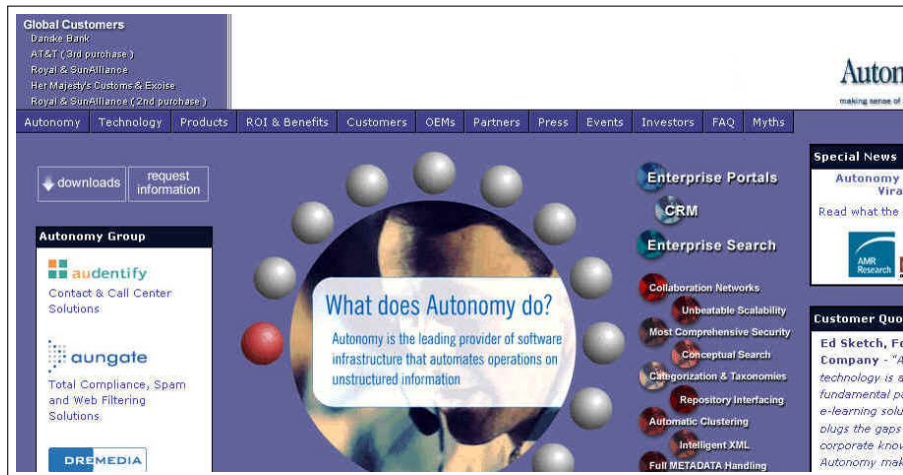 Global Customers
Danske Bank
AT&T ( 3rd purchase )
Royal & SunAlliance
Her Majesty's Customs & Excise
Royal & SunAlliance ( 2nd purchase )
making sense of
Autonomy Technology Products ROI & Benefits Customers OEMs Partners Press Events Investors FAQ Myths
downloads
request
information
Autonomy Group
audentify
Contact & Call Center
Solutions
aungate
Total Compliance, Spam
and Web Filtering
Solutions
DREMEDIA
What does Autonomy do?
Autonomy is the leading provider of software
infrastructure that automates operations on
unstructured information
Enterprise Portals
CRM
Enterprise Search
Collaboration Networks
Unbeatable Scalability
Most Comprehensive Security
Conceptual Search
Categorization & Taxonomies
Repository Interfacing
Automatic Clustering
Intelligent XML
Full METADATA Handling
Special News
Autonomy
Read what the
AMR
Research
Customer Quo
Ed Sketch, Fo
Company - "A
technology is a
fundamental pa
e-learning solu
plugs the gaps
corporate know
Autonomy mak